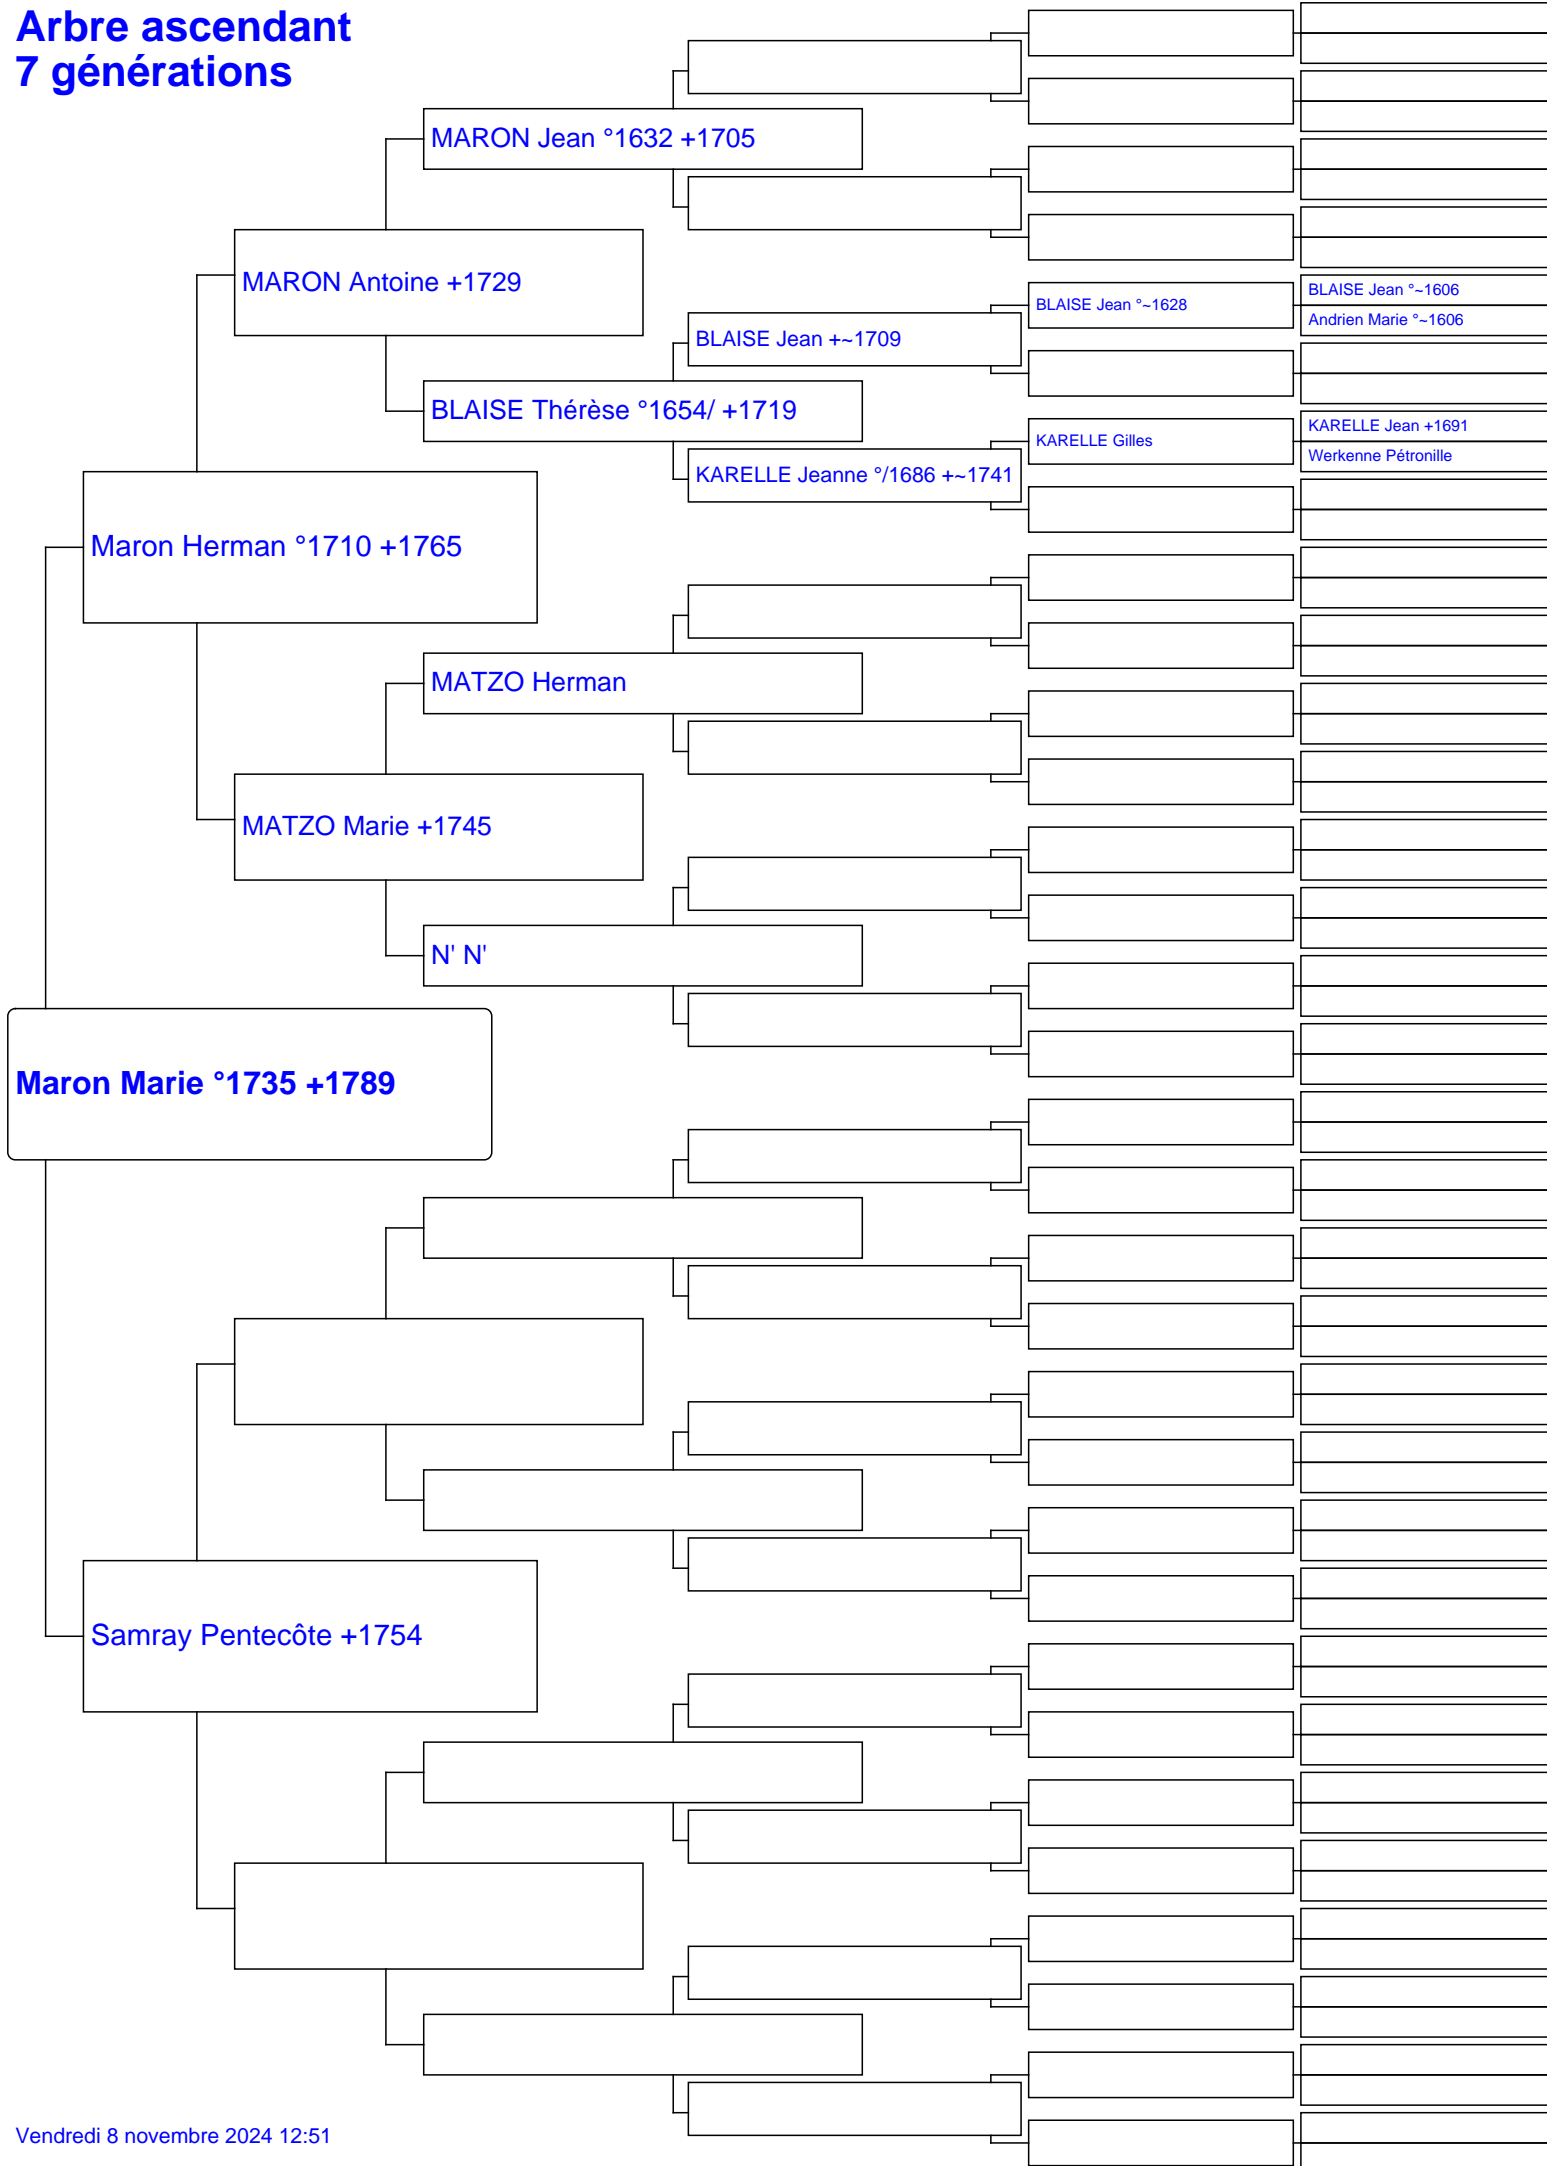 Arbre ascendant
7 générations
MARON Jean °1632 +1705
MARON Antoine +1729
BLAISE Jean °~1606
BLAISE Jean °~1628
Andrien Marie °~1606
BLAISE Jean +~1709
BLAISE Thérèse °1654/ +1719
KARELLE Jean +1691
KARELLE Gilles
Werkenne Pétronille
KARELLE Jeanne °/1686 +~1741
Maron Herman °1710 +1765
MATZO Herman
MATZO Marie +1745
N' N'
Maron Marie °1735 +1789
Samray Pentecôte +1754
Vendredi 8 novembre 2024 12:51